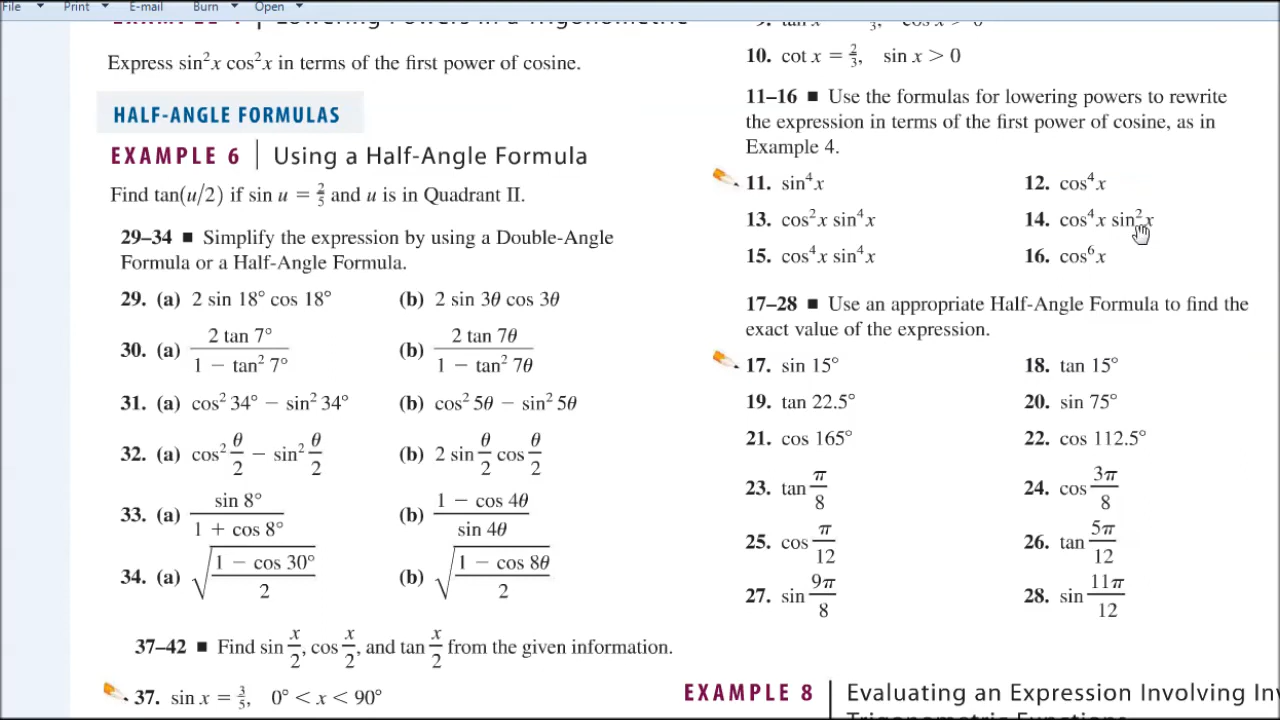 File Print E-mail Burn Open
Lowering Powers in a Trigonometric
Express sin²x cos²x in terms of the first power of cosine.
HALF-ANGLE FORMULAS
EXAMPLE 6 | Using a Half-Angle Formula
Find tan(u/2) if sin u = 2/5 and u is in Quadrant II.
29–34 ■ Simplify the expression by using a Double-Angle
Formula or a Half-Angle Formula.
29. (a) 2 sin 18° cos 18° (b) 2 sin 3θ cos 3θ
30. (a) 2 tan 7° / 1 − tan² 7° (b) 2 tan 7θ / 1 − tan² 7θ
31. (a) cos² 34° − sin² 34° (b) cos² 5θ − sin² 5θ
32. (a) cos² θ/2 − sin² θ/2 (b) 2 sin θ/2 cos θ/2
33. (a) sin 8° / 1 + cos 8° (b) 1 − cos 4θ / sin 4θ
34. (a) √(1 − cos 30° / 2) (b) √(1 − cos 8θ / 2)
37–42 ■ Find sin x/2, cos x/2, and tan x/2 from the given information.
37. sin x = 3/5, 0° < x < 90°
10. cot x = 2/3, sin x > 0
11–16 ■ Use the formulas for lowering powers to rewrite
the expression in terms of the first power of cosine, as in
Example 4.
11. sin⁴x 12. cos⁴x
13. cos²x sin⁴x 14. cos⁴x sin²x
15. cos⁴x sin⁴x 16. cos⁶x
17–28 ■ Use an appropriate Half-Angle Formula to find the
exact value of the expression.
17. sin 15° 18. tan 15°
19. tan 22.5° 20. sin 75°
21. cos 165° 22. cos 112.5°
23. tan π/8 24. cos 3π/8
25. cos π/12 26. tan 5π/12
27. sin 9π/8 28. sin 11π/12
EXAMPLE 8 | Evaluating an Expression Involving Inv
Trigonometric Functions